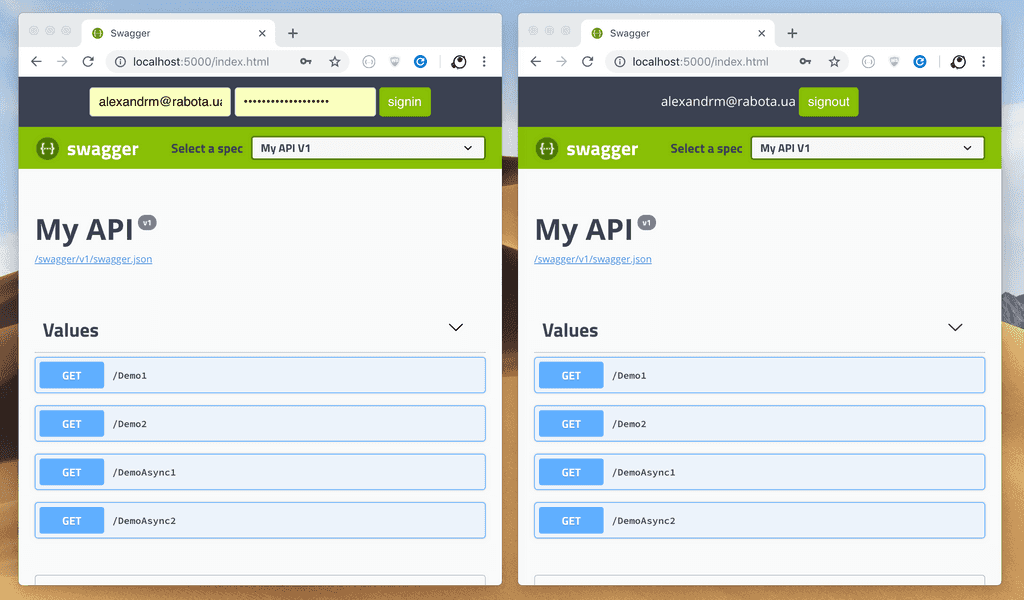 Swagger
localhost:5000/index.html
alexandrm@rabota.ua
signin
swagger
Select a spec
My API V1
My API v1
/swagger/v1/swagger.json
Values
GET /Demo1
GET /Demo2
GET /DemoAsync1
GET /DemoAsync2
Swagger
localhost:5000/index.html
alexandrm@rabota.ua signout
swagger
Select a spec
My API V1
My API v1
/swagger/v1/swagger.json
Values
GET /Demo1
GET /Demo2
GET /DemoAsync1
GET /DemoAsync2